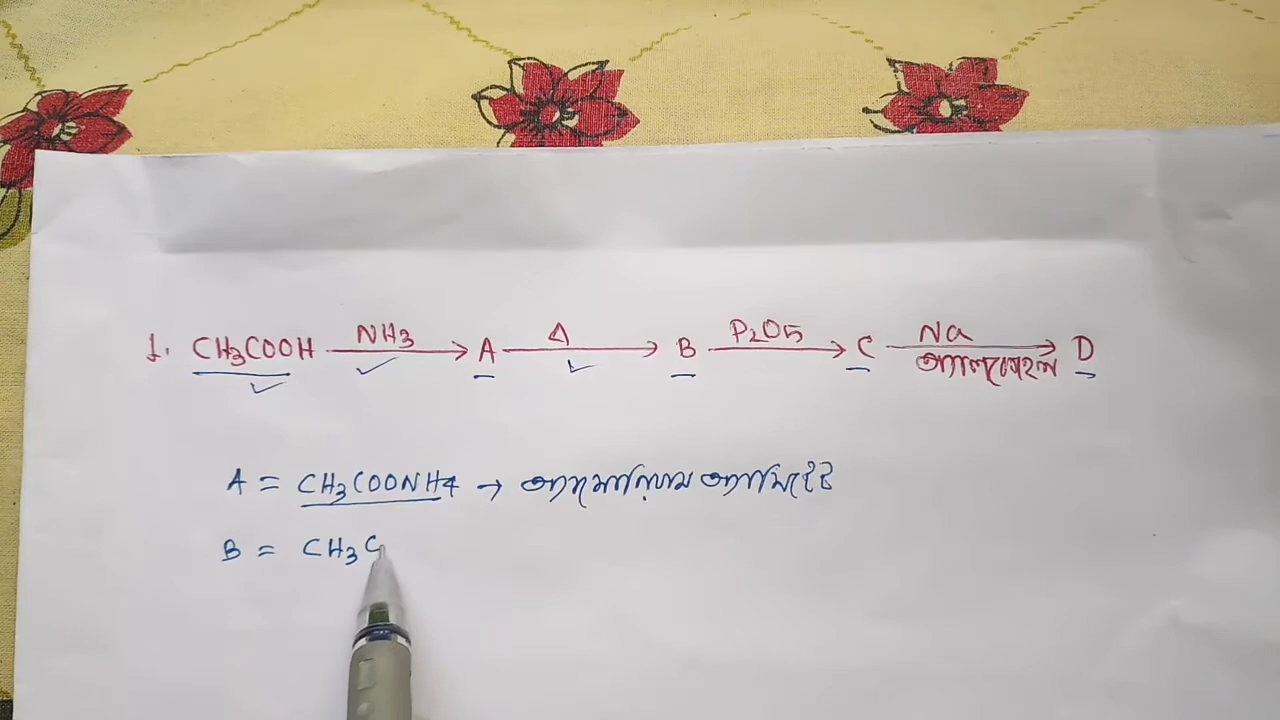 1. CH3COOH NH3 → A Δ → B P2O5 → C Na অ্যালকোহল → D
A = CH3COONH4 → অ্যামোনিয়াম অ্যাসিটেট
B = CH3C